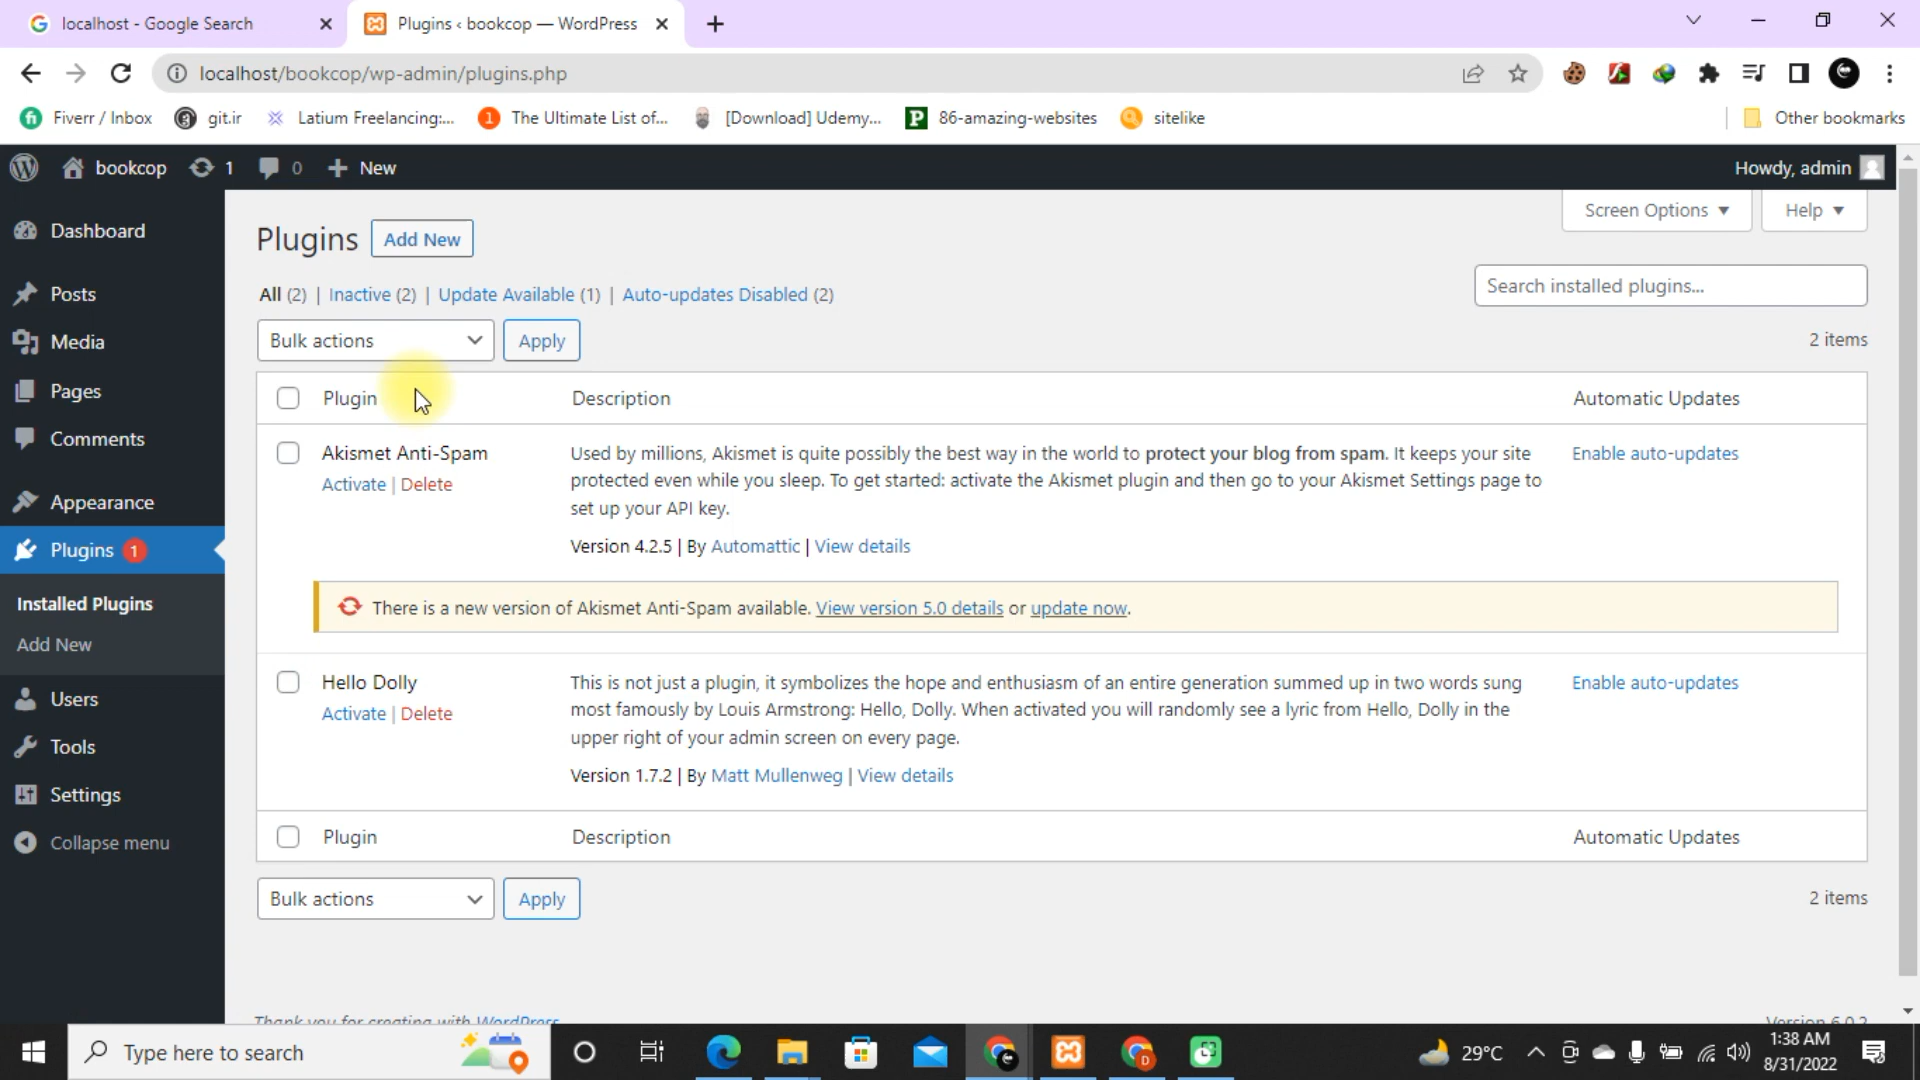 localhost - Google Search
Plugins ‹ bookcop — WordPress
localhost/bookcop/wp-admin/plugins.php
Fiverr / Inbox
git.ir
Latium Freelancing:...
The Ultimate List of...
[Download] Udemy...
86-amazing-websites
sitelike
Other bookmarks
bookcop
1
0
New
Howdy, admin
Screen Options
Help
Dashboard
Posts
Media
Pages
Comments
Appearance
Plugins 1
Installed Plugins
Add New
Users
Tools
Settings
Collapse menu
Plugins
Add New
All (2) | Inactive (2) | Update Available (1) | Auto-updates Disabled (2)
Search installed plugins...
Bulk actions
Apply
2 items
Plugin
Description
Automatic Updates
Akismet Anti-Spam
Activate | Delete
Used by millions, Akismet is quite possibly the best way in the world to protect your blog from spam. It keeps your site
protected even while you sleep. To get started: activate the Akismet plugin and then go to your Akismet Settings page to
set up your API key.
Version 4.2.5 | By Automattic | View details
Enable auto-updates
There is a new version of Akismet Anti-Spam available. View version 5.0 details or update now.
Hello Dolly
Activate | Delete
This is not just a plugin, it symbolizes the hope and enthusiasm of an entire generation summed up in two words sung
most famously by Louis Armstrong: Hello, Dolly. When activated you will randomly see a lyric from Hello, Dolly in the
upper right of your admin screen on every page.
Version 1.7.2 | By Matt Mullenweg | View details
Enable auto-updates
Plugin
Description
Automatic Updates
Bulk actions
Apply
2 items
Thank you for creating with WordPress
Version 6.0.2
Type here to search
29°C
1:38 AM
8/31/2022